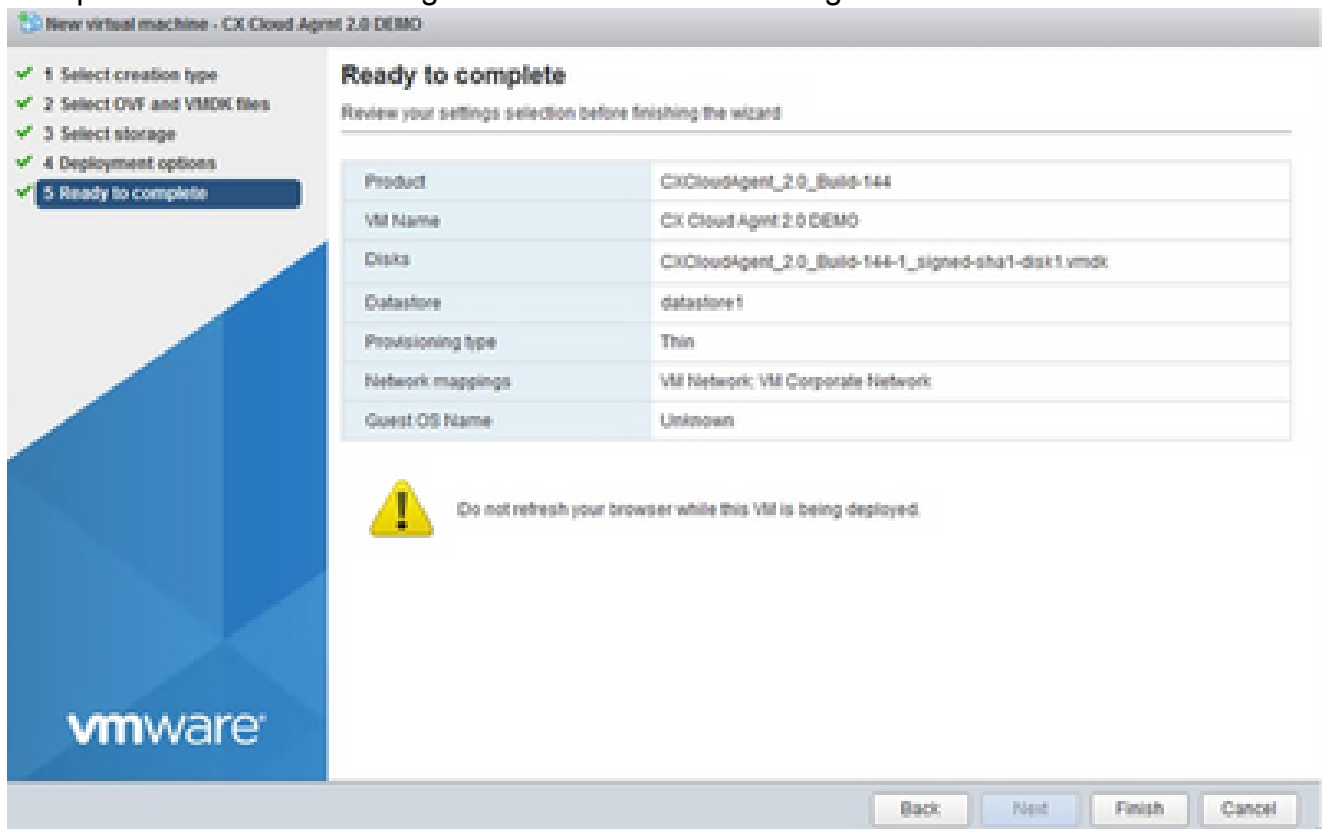 New virtual machine - CX Cloud Agmt 2.0 DEMO
1 Select creation type
2 Select OVF and VMDK files
3 Select storage
4 Deployment options
5 Ready to complete
Ready to complete
Review your settings selection before finishing the wizard
Product CXCloudAgent_2.0_Build-144
VM Name CX Cloud Agmt 2.0 DEMO
Disks CXCloudAgent_2.0_Build-144-1_signed-sha1-disk1.vmdk
Datastore datastore1
Provisioning type Thin
Network mappings VM Network: VM Corporate Network
Guest OS Name Unknown
Do not refresh your browser while this VM is being deployed.
vmware
Back Next Finish Cancel